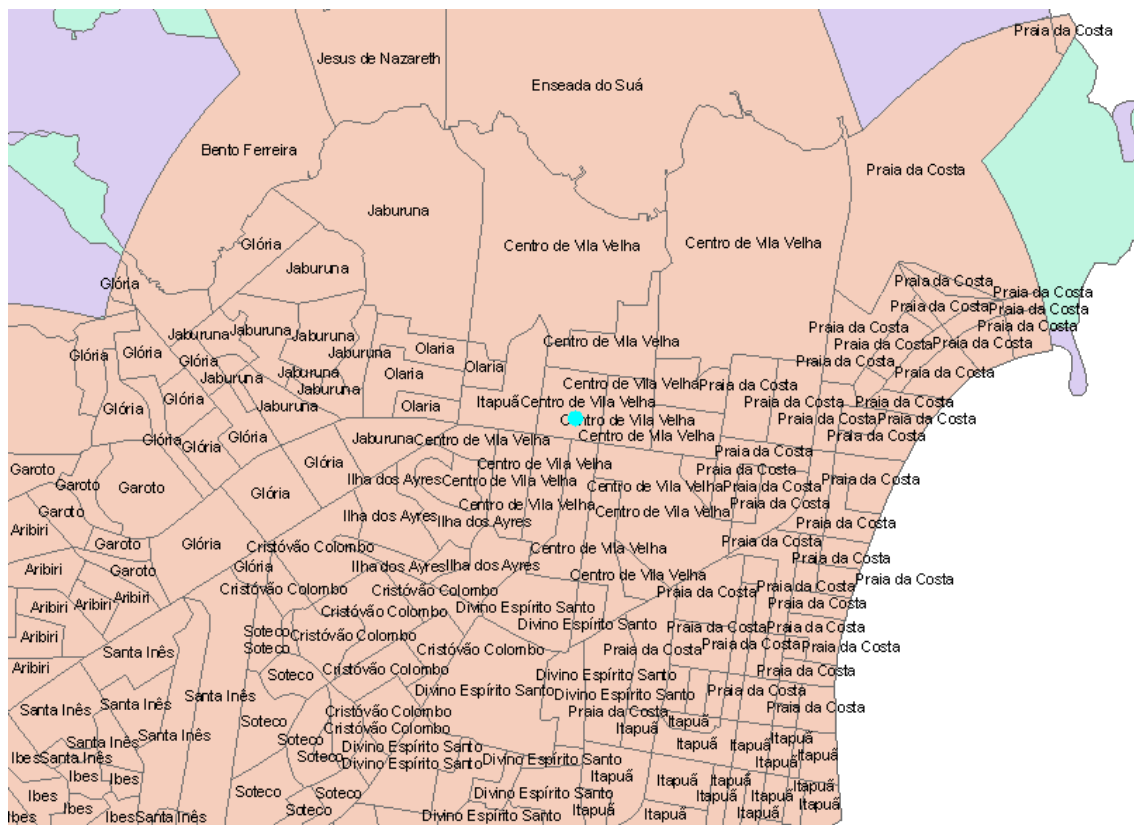 Praia da Costa
Jesus de Nazareth
Enseada do Suá
Bento Ferreira
Praia da Costa
Jaburuna
Glória
Centro de Vila Velha
Centro de Vila Velha
Jaburuna
Glória
Praia da Costa
Praia da Costa
Praia da Costa
Praia da Costa
Jaburuna
Jaburuna
Jaburuna
Praia da Costa
Praia da Costa
Glória
Glória
Glória
Jaburuna
Olaria
Centro de Vila Velha
Praia da Costa
Praia da Costa
Praia da Costa
Jaburuna
Jaburuna
Jaburuna
Olaria
Olaria
Centro de Vila Velha
Praia da Costa
Praia da Costa
Glória
Glória
Jaburuna
Olaria
Itapuã
Centro de Vila Velha
Praia da Costa
Praia da Costa
Centro de Vila Velha
Praia da Costa
Praia da Costa
Glória
Glória
Glória
Jaburuna
Centro de Vila Velha
Centro de Vila Velha
Praia da Costa
Praia da Costa
Garoto
Glória
Centro de Vila Velha
Praia da Costa
Garoto
Garoto
Glória
Ilha dos Ayres
Centro de Vila Velha
Centro de Vila Velha
Praia da Costa
Praia da Costa
Garoto
Centro de Vila Velha
Centro de Vila Velha
Praia da Costa
Aribiri
Ilha dos Ayres
Ilha dos Ayres
Praia da Costa
Garoto
Glória
Cristóvão Colombo
Centro de Vila Velha
Praia da Costa
Praia da Costa
Aribiri
Garoto
Glória
Ilha dos Ayres
Ilha dos Ayres
Centro de Vila Velha
Praia da Costa
Aribiri
Aribiri
Aribiri
Cristóvão Colombo
Cristóvão Colombo
Praia da Costa
Praia da Costa
Cristóvão Colombo
Divino Espírito Santo
Praia da Costa
Aribiri
Soteco
Cristóvão Colombo
Divino Espírito Santo
Praia da Costa
Praia da Costa
Santa Inês
Soteco
Cristóvão Colombo
Praia da Costa
Praia da Costa
Praia da Costa
Aribiri
Soteco
Cristóvão Colombo
Divino Espírito Santo
Praia da Costa
Santa Inês
Divino Espírito Santo
Divino Espírito Santo
Praia da Costa
Santa Inês
Santa Inês
Soteco
Cristóvão Colombo
Praia da Costa
Praia da Costa
Santa Inês
Soteco
Cristóvão Colombo
Itapuã
Itapuã
Santa Inês
Divino Espírito Santo
Itapuã
Itapuã
Itapuã
Ibes
Santa Inês
Soteco
Divino Espírito Santo
Divino Espírito Santo
Itapuã
Ibes
Ibes
Itapuã
Itapuã
Itapuã
Ibes
Soteco
Soteco
Divino Espírito Santo
Itapuã
Itapuã
Itapuã
Ibes
Ibes
Santa Inês
Soteco
Divino Espírito Santo
Itapuã
Itapuã
Itapuã